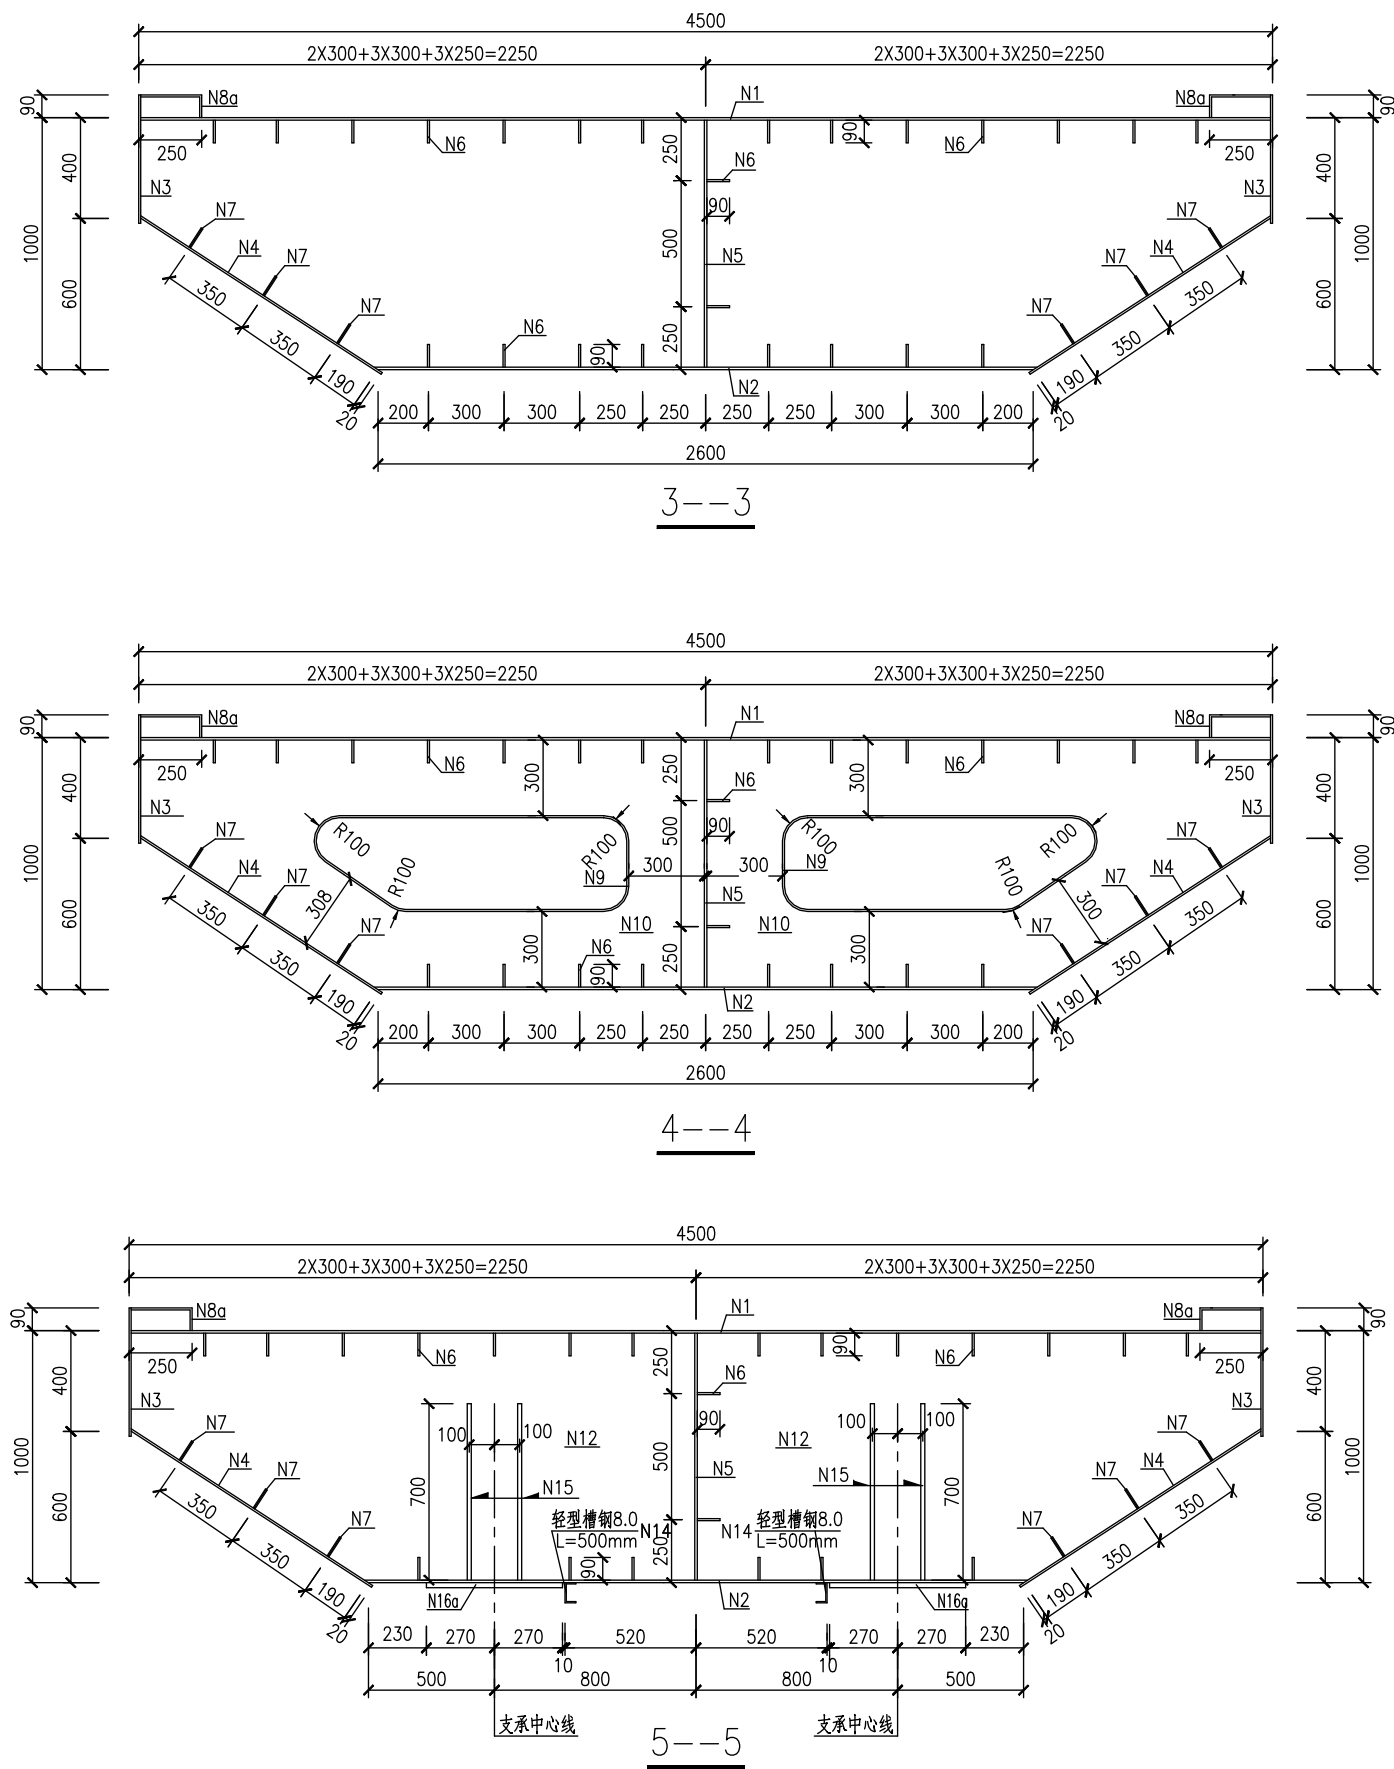 4500
2X300+3X300+3X250=2250 2X300+3X300+3X250=2250
90 N8a N1 N8a 90
250 N6 250 90 N6 250
400 N3 N6 N3 400
90
1000 N7 N4 N7 N7 500 N5 N7 N7 N4 N7 1000
600 350 350 190 20 N6 90 250 350 350 190 20 600
N2
200 300 300 250 250 250 250 300 300 200
2600
3--3
4500
2X300+3X300+3X250=2250 2X300+3X300+3X250=2250
90 N8a N1 N8a 90
250 N6 300 250 300 N6 250
400 N3 N6 N3 400
R100 R100 90 R100 R100
1000 N7 N4 N7 N7 R100 N9 300 500 300 N9 R100 N7 N7 N4 N7 1000
308 N10 N5 N10 300
600 350 350 190 20 N6 300 90 250 300 350 350 190 20 600
N2
200 300 300 250 250 250 250 300 300 200
2600
4--4
4500
2X300+3X300+3X250=2250 2X300+3X300+3X250=2250
90 N8a N1 N8a 90
250 N6 250 90 N6 250
400 N3 N6 N3 400
100 100 N12 90 N12 100 100
1000 N7 N4 N7 N7 700 N15 500 N5 N15 700 N7 N7 N4 N7 1000
轻型槽钢8.0 N14 N14 轻型槽钢8.0
L=500mm L=500mm
600 350 350 190 20 90 250 350 350 190 20 600
N16a N2 N16a
230 270 270 520 520 270 270 230
10 10
500 800 800 500
支承中心线 支承中心线
5--5